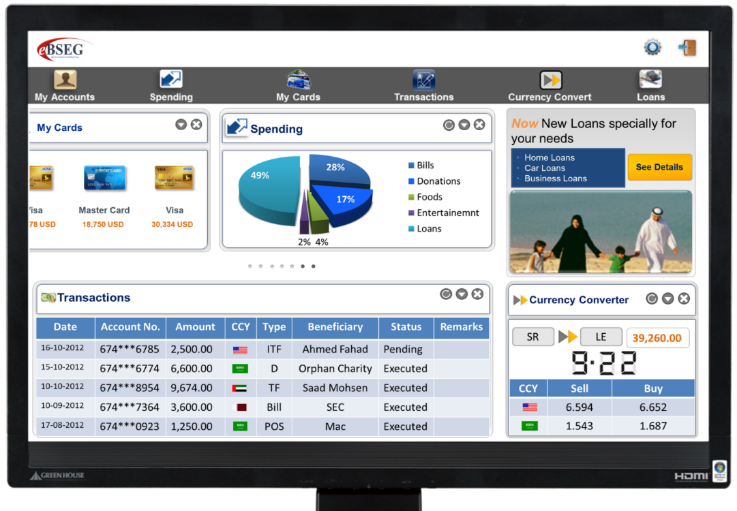 eBSEG
My Accounts
Spending
My Cards
Transactions
Currency Convert
Loans
My Cards
Visa
78 USD
Master Card
18,750 USD
Visa
30,334 USD
Spending
49%
28%
17%
2%
4%
Bills
Donations
Foods
Entertainemnt
Loans
Now New Loans specially for
your needs
· Home Loans
· Car Loans
· Business Loans
See Details
Transactions
Date Account No. Amount CCY Type Beneficiary Status Remarks
16-10-2012 674***6785 2,500.00 ITF Ahmed Fahad Pending
15-10-2012 674***6774 6,600.00 D Orphan Charity Executed
10-10-2012 674***8954 9,674.00 TF Saad Mohsen Executed
10-09-2012 674***7364 3,600.00 Bill SEC Executed
17-08-2012 674***0923 1,250.00 POS Mac Executed
Currency Converter
SR LE 39,260.00
9.22
CCY Sell Buy
6.594 6.652
1.543 1.687
GREEN HOUSE
HDMI